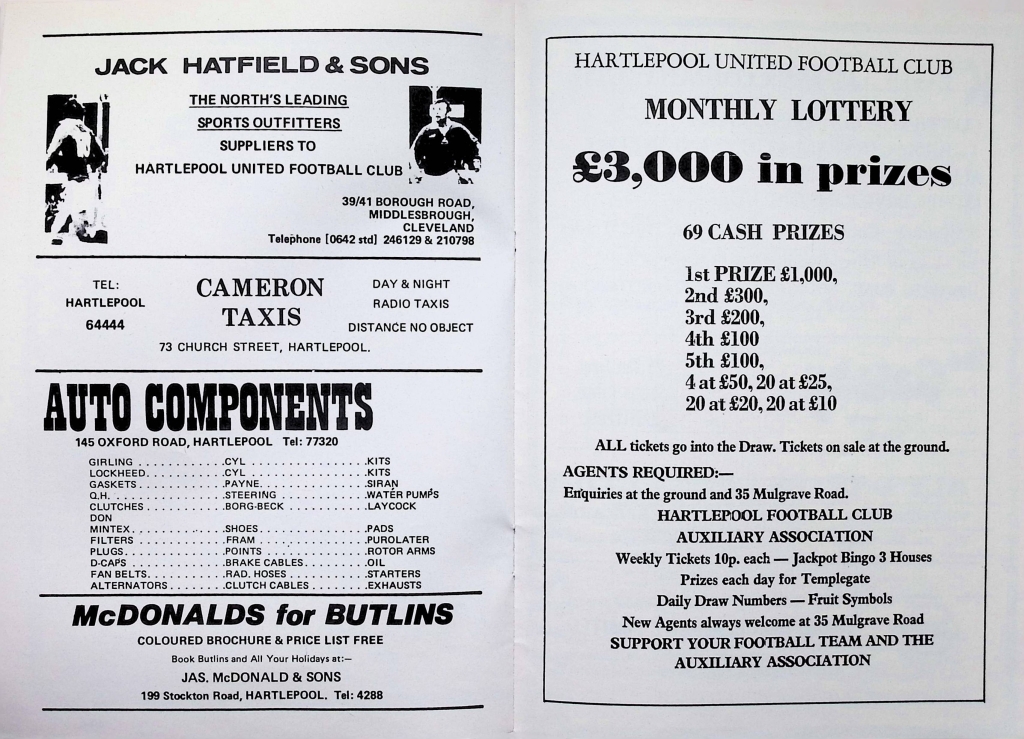 JACK HATFIELD & SONS
THE NORTH'S LEADING
SPORTS OUTFITTERS
SUPPLIERS TO
HARTLEPOOL UNITED FOOTBALL CLUB
39/41 BOROUGH ROAD,
MIDDLESBROUGH,
CLEVELAND
Telephone [0642 std] 246129 & 210798
TEL:
HARTLEPOOL
64444
CAMERON
TAXIS
DAY & NIGHT
RADIO TAXIS
DISTANCE NO OBJECT
73 CHURCH STREET, HARTLEPOOL.
AUTO COMPONENTS
145 OXFORD ROAD, HARTLEPOOL Tel: 77320
GIRLING . . . . . . . . . . . .CYL . . . . . . . . . . . . . . . .KITS
LOCKHEED. . . . . . . . . . .CYL . . . . . . . . . . . . . . . .KITS
GASKETS . . . . . . . . . . . .PAYNE. . . . . . . . . . . . . . .SIRAN
Q.H. . . . . . . . . . . . . . . .STEERING . . . . . . . . . . . .WATER PUMPS
CLUTCHES . . . . . . . . . . .BORG-BECK . . . . . . . . . . .LAYCOCK
DON
MINTEX. . . . . . . . . . . . .SHOES. . . . . . . . . . . . . . .PADS
FILTERS . . . . . . . . . . . .FRAM . . . . . . . . . . . . . . .PUROLATER
PLUGS. . . . . . . . . . . . . .POINTS . . . . . . . . . . . . . .ROTOR ARMS
D-CAPS . . . . . . . . . . . . .BRAKE CABLES. . . . . . . . .OIL
FAN BELTS. . . . . . . . . . .RAD. HOSES . . . . . . . . . . .STARTERS
ALTERNATORS . . . . . . . .CLUTCH CABLES . . . . . . . .EXHAUSTS
McDONALDS for BUTLINS
COLOURED BROCHURE & PRICE LIST FREE
Book Butlins and All Your Holidays at:—
JAS. McDONALD & SONS
199 Stockton Road, HARTLEPOOL. Tel: 4288
HARTLEPOOL UNITED FOOTBALL CLUB
MONTHLY LOTTERY
£3,000 in prizes
69 CASH PRIZES
1st PRIZE £1,000,
2nd £300,
3rd £200,
4th £100
5th £100,
4 at £50, 20 at £25,
20 at £20, 20 at £10
ALL tickets go into the Draw. Tickets on sale at the ground.
AGENTS REQUIRED:—
Enquiries at the ground and 35 Mulgrave Road.
HARTLEPOOL FOOTBALL CLUB
AUXILIARY ASSOCIATION
Weekly Tickets 10p. each — Jackpot Bingo 3 Houses
Prizes each day for Templegate
Daily Draw Numbers — Fruit Symbols
New Agents always welcome at 35 Mulgrave Road
SUPPORT YOUR FOOTBALL TEAM AND THE
AUXILIARY ASSOCIATION